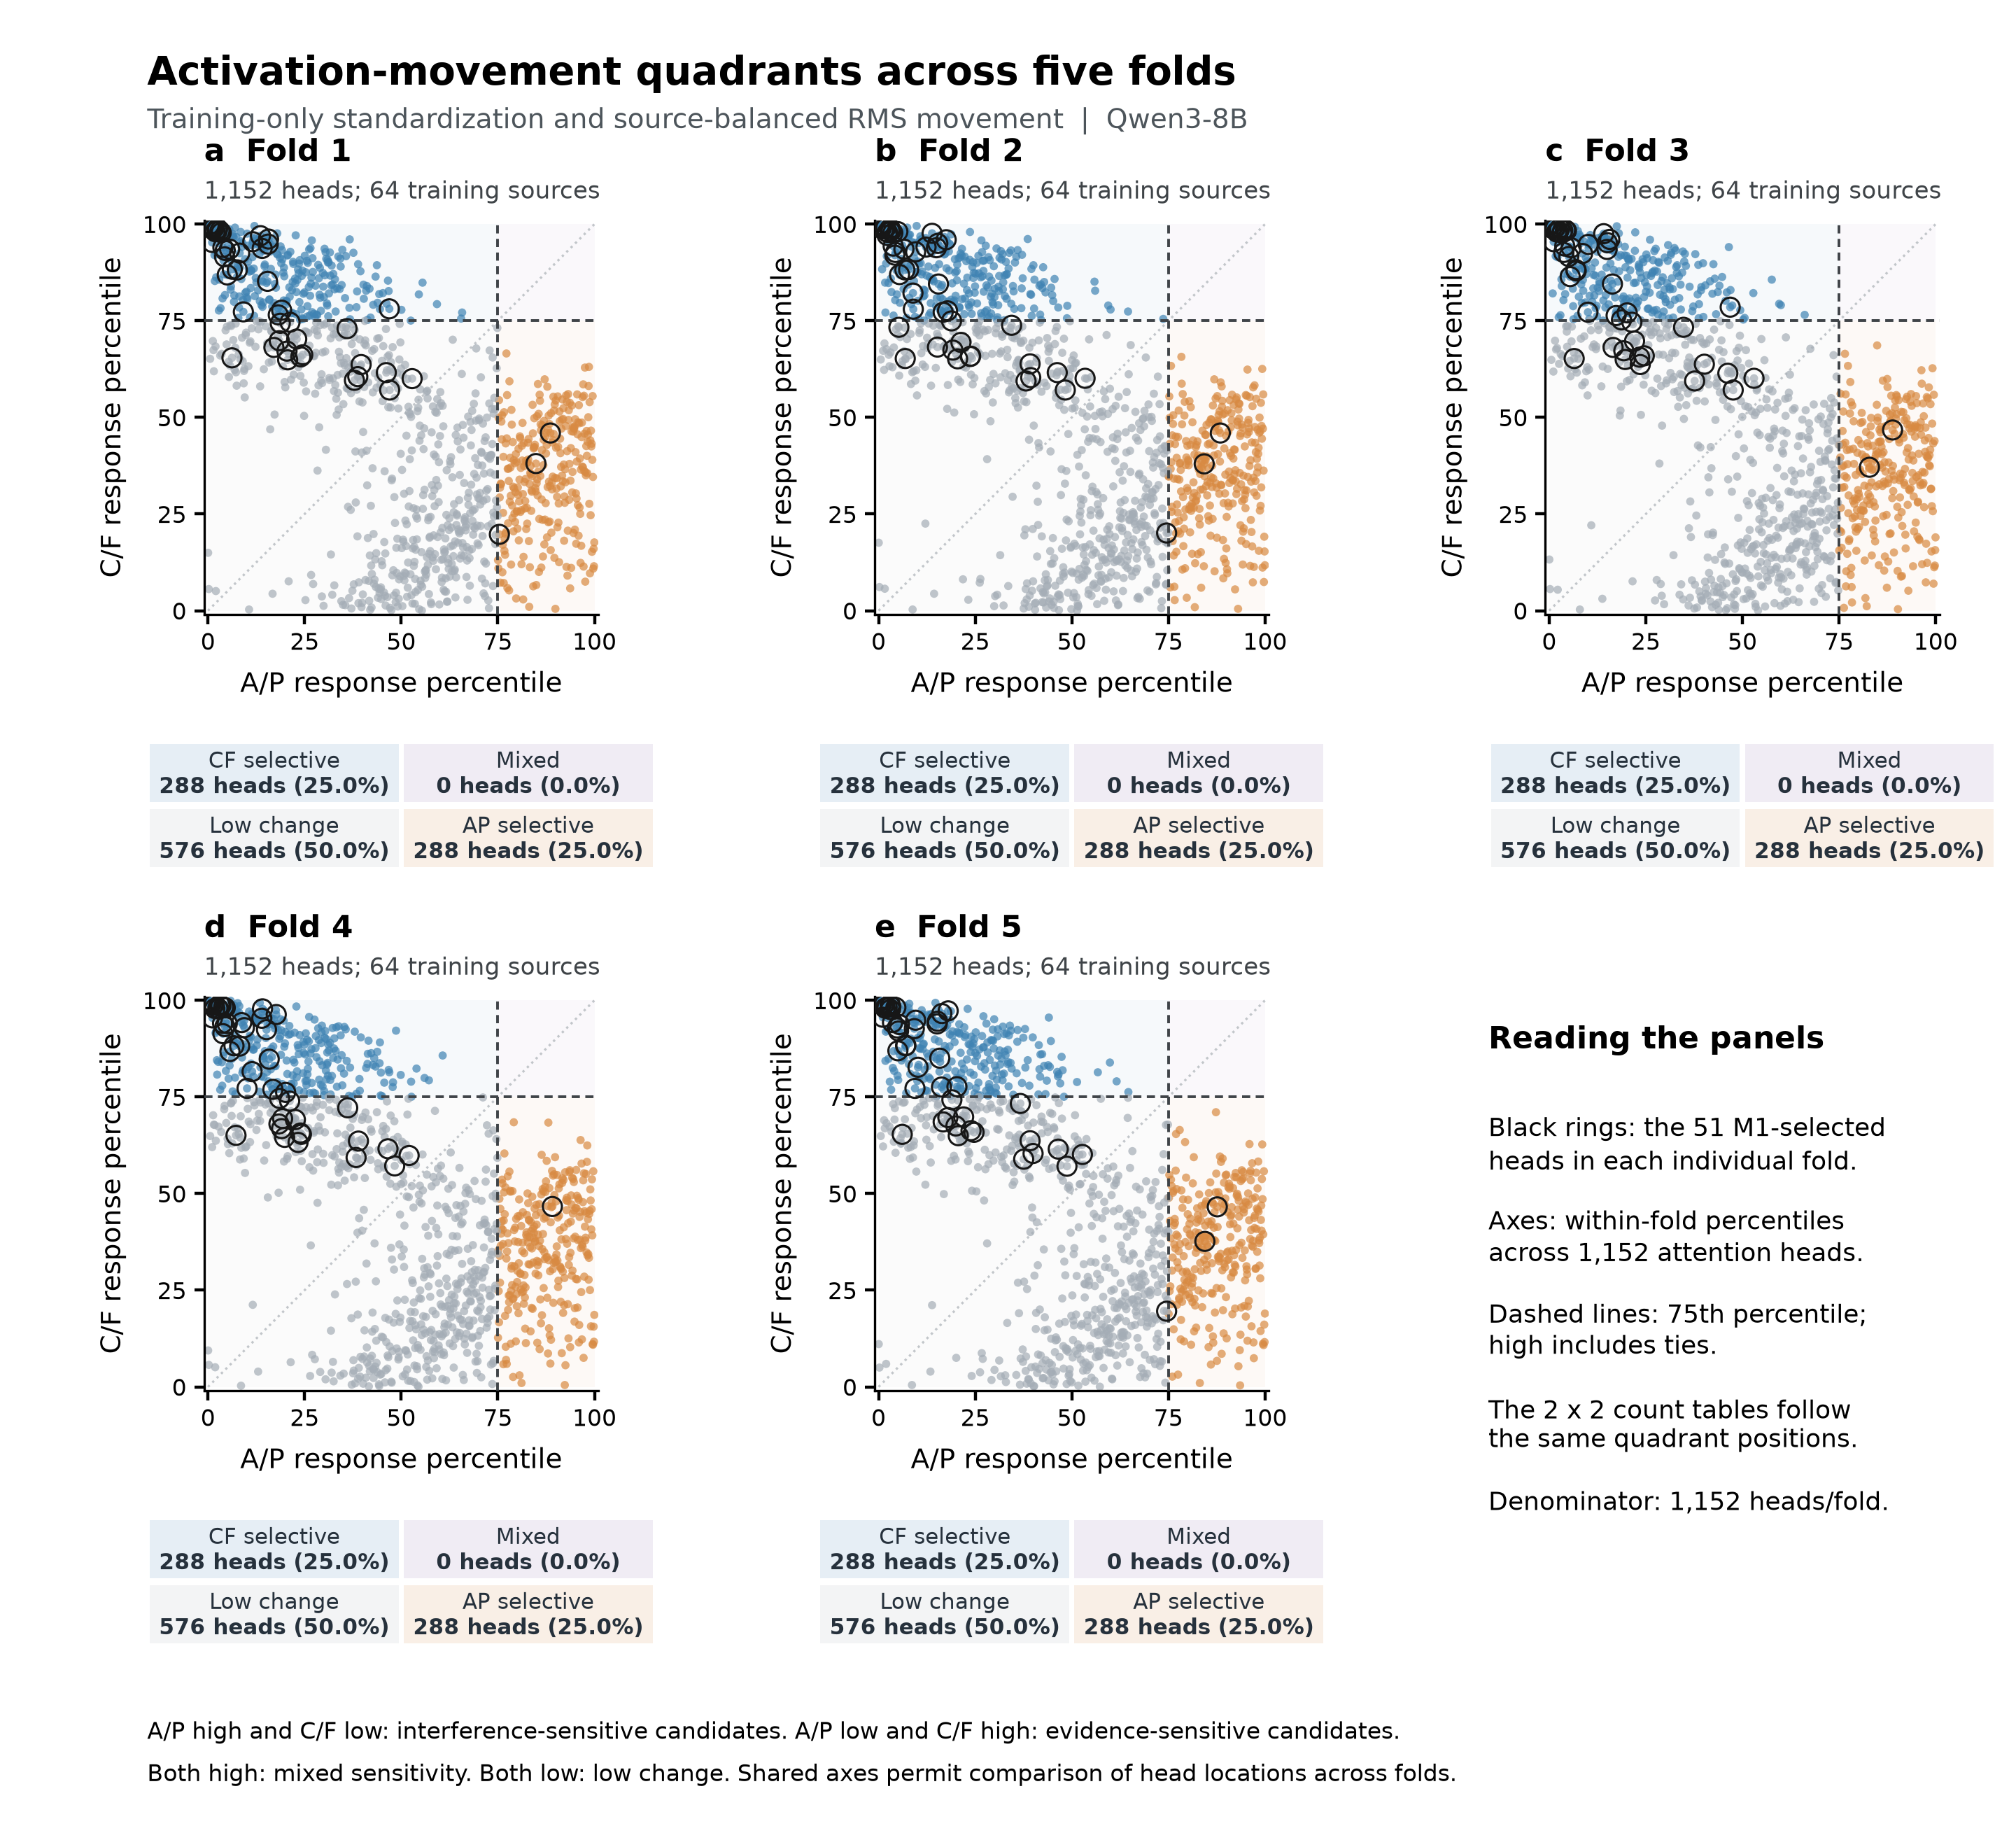 Activation-movement quadrants across five folds
Training-only standardization and source-balanced RMS movement | Qwen3-8B
a Fold 1
1,152 heads; 64 training sources
100
75
50
25
0
C/F response percentile
0 25 50 75 100
A/P response percentile
CF selective
288 heads (25.0%)
Mixed
0 heads (0.0%)
Low change
576 heads (50.0%)
AP selective
288 heads (25.0%)
b Fold 2
1,152 heads; 64 training sources
100
75
50
25
0
C/F response percentile
0 25 50 75 100
A/P response percentile
CF selective
288 heads (25.0%)
Mixed
0 heads (0.0%)
Low change
576 heads (50.0%)
AP selective
288 heads (25.0%)
c Fold 3
1,152 heads; 64 training sources
100
75
50
25
0
C/F response percentile
0 25 50 75 100
A/P response percentile
CF selective
288 heads (25.0%)
Mixed
0 heads (0.0%)
Low change
576 heads (50.0%)
AP selective
288 heads (25.0%)
d Fold 4
1,152 heads; 64 training sources
100
75
50
25
0
C/F response percentile
0 25 50 75 100
A/P response percentile
CF selective
288 heads (25.0%)
Mixed
0 heads (0.0%)
Low change
576 heads (50.0%)
AP selective
288 heads (25.0%)
e Fold 5
1,152 heads; 64 training sources
100
75
50
25
0
C/F response percentile
0 25 50 75 100
A/P response percentile
CF selective
288 heads (25.0%)
Mixed
0 heads (0.0%)
Low change
576 heads (50.0%)
AP selective
288 heads (25.0%)
Reading the panels
Black rings: the 51 M1-selected
heads in each individual fold.
Axes: within-fold percentiles
across 1,152 attention heads.
Dashed lines: 75th percentile;
high includes ties.
The 2 x 2 count tables follow
the same quadrant positions.
Denominator: 1,152 heads/fold.
A/P high and C/F low: interference-sensitive candidates. A/P low and C/F high: evidence-sensitive candidates.
Both high: mixed sensitivity. Both low: low change. Shared axes permit comparison of head locations across folds.